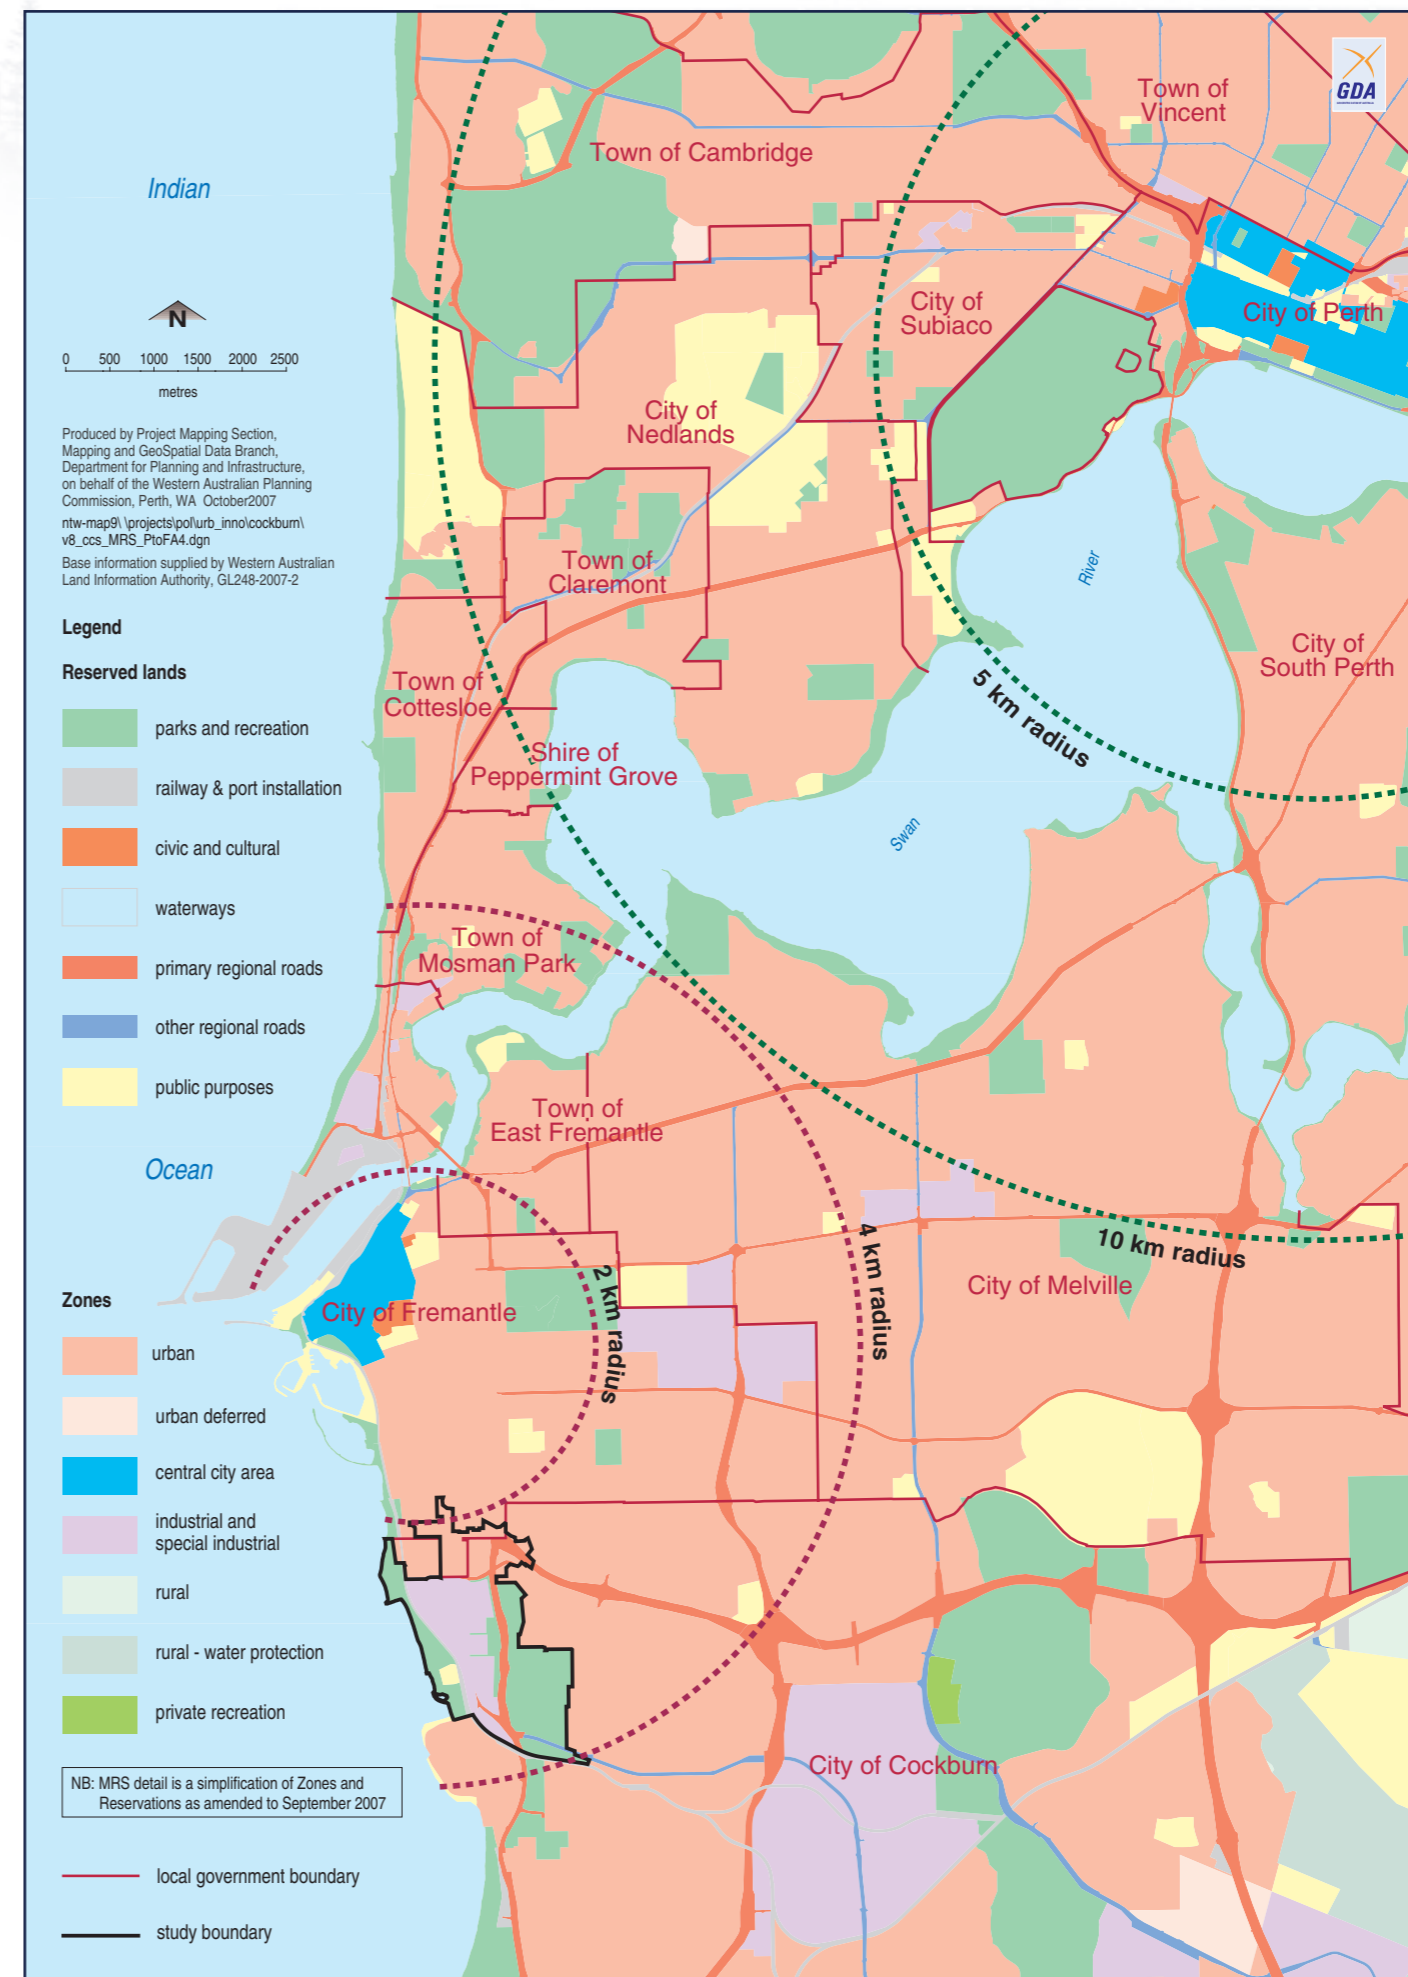 GDA
Town of
Vincent
Town of Cambridge
Indian
City of
Subiaco
City of Perth
N
0 500 1000 1500 2000 2500
metres
City of
Nedlands
Produced by Project Mapping Section,
Mapping and GeoSpatial Data Branch,
Department for Planning and Infrastructure,
on behalf of the Western Australian Planning
Commission, Perth, WA October2007
ntw-map9\ \projects\pol\urb_inno\cockburn\
v8_ccs_MRS_PtoFA4.dgn
Base information supplied by Western Australian
Land Information Authority, GL248-2007-2
Town of
Claremont
River
City of
South Perth
Legend
Reserved lands
parks and recreation
railway & port installation
civic and cultural
waterways
primary regional roads
other regional roads
public purposes
Town of
Cottesloe
5 km radius
Shire of
Peppermint Grove
Swan
Town of
Mosman Park
Town of
East Fremantle
Ocean
10 km radius
4 km radius
City of Melville
2 km radius
City of Fremantle
Zones
urban
urban deferred
central city area
industrial and
special industrial
rural
rural - water protection
private recreation
City of Cockburn
NB: MRS detail is a simplification of Zones and
Reservations as amended to September 2007
local government boundary
study boundary